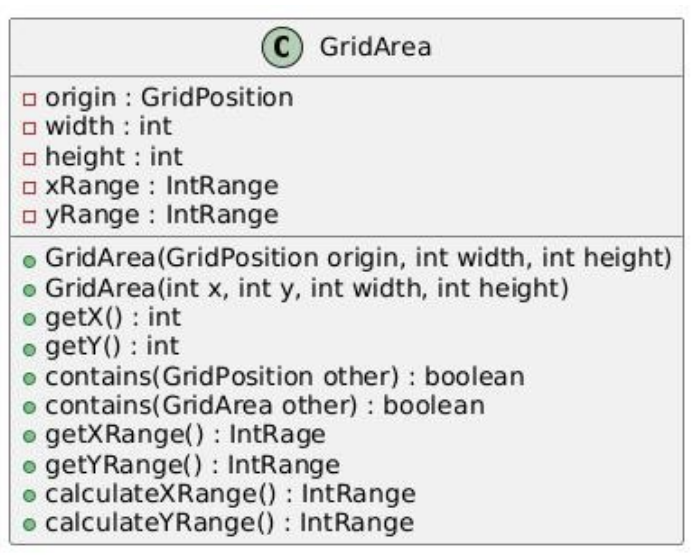 C GridArea
origin : GridPosition
width : int
height : int
xRange : IntRange
yRange : IntRange
GridArea(GridPosition origin, int width, int height)
GridArea(int x, int y, int width, int height)
getX() : int
getY() : int
contains(GridPosition other) : boolean
contains(GridArea other) : boolean
getXRange() : IntRage
getYRange() : IntRange
calculateXRange() : IntRange
calculateYRange() : IntRange